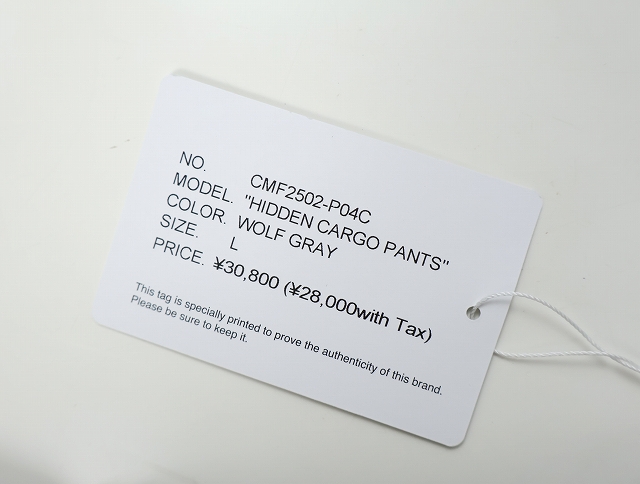 NO. CMF2502-P04C
MODEL. "HIDDEN CARGO PANTS"
COLOR. WOLF GRAY
SIZE. L
PRICE. ¥30,800 (¥28,000with Tax)
This tag is specially printed to prove the authenticity of this brand.
Please be sure to keep it.